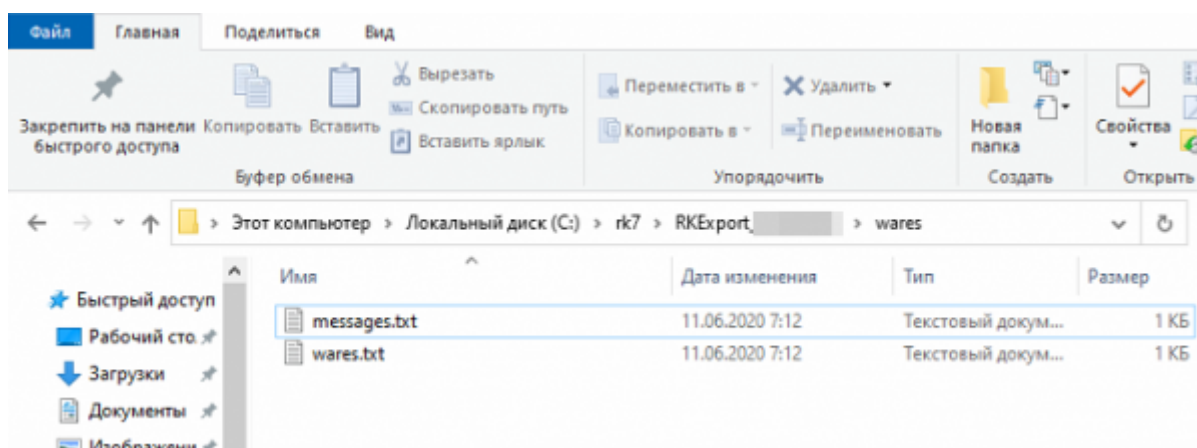 Файл Главная Поделиться Вид
Закрепить на панели быстрого доступа
Копировать
Вставить
Вырезать
Скопировать путь
Вставить ярлык
Буфер обмена
Переместить в
Копировать в
Удалить
Переименовать
Упорядочить
Новая папка
Создать
Свойства
Открыть
Этот компьютер > Локальный диск (C:) > rk7 > RKExport_ > wares
Быстрый доступ
Рабочий сто.
Загрузки
Документы
Изображени
Имя Дата изменения Тип Размер
messages.txt 11.06.2020 7:12 Текстовый докум... 1 КБ
wares.txt 11.06.2020 7:12 Текстовый докум... 1 КБ